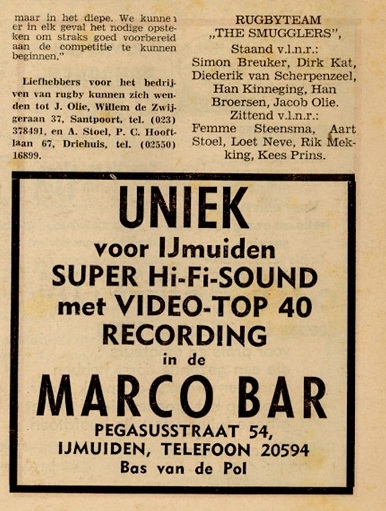 maar in het diepe. We kunnen
er in elk geval het nodige opste-
ken om straks goed voorbereid
aan de competitie te kunnen
beginnen."
Liefhebbers voor het bedrij-
ven van rugby kunnen zich wen-
den tot J. Olie, Willem de Zwij-
geraan 37, Santpoort, tel. (023)
378491, en A. Stoel, P. C. Hooft-
laan 67, Driehuis, tel. (02550)
16899.
RUGBYTEAM
„THE SMUGGLERS",
Staand v.l.n.r.:
Simon Breuker, Dirk Kat,
Diederik van Scherpenzeel,
Han Kinneging, Han
Broersen, Jacob Olie.
Zittend v.l.n.r.:
Femme Steensma, Aart
Stoel, Loet Neve, Rik Mek-
king, Kees Prins.
UNIEK
voor IJmuiden
SUPER Hi-Fi-SOUND
met VIDEO-TOP 40
RECORDING
in de
MARCO BAR
PEGASUSSTRAAT 54,
IJMUIDEN, TELEFOON 20594
Bas van de Pol